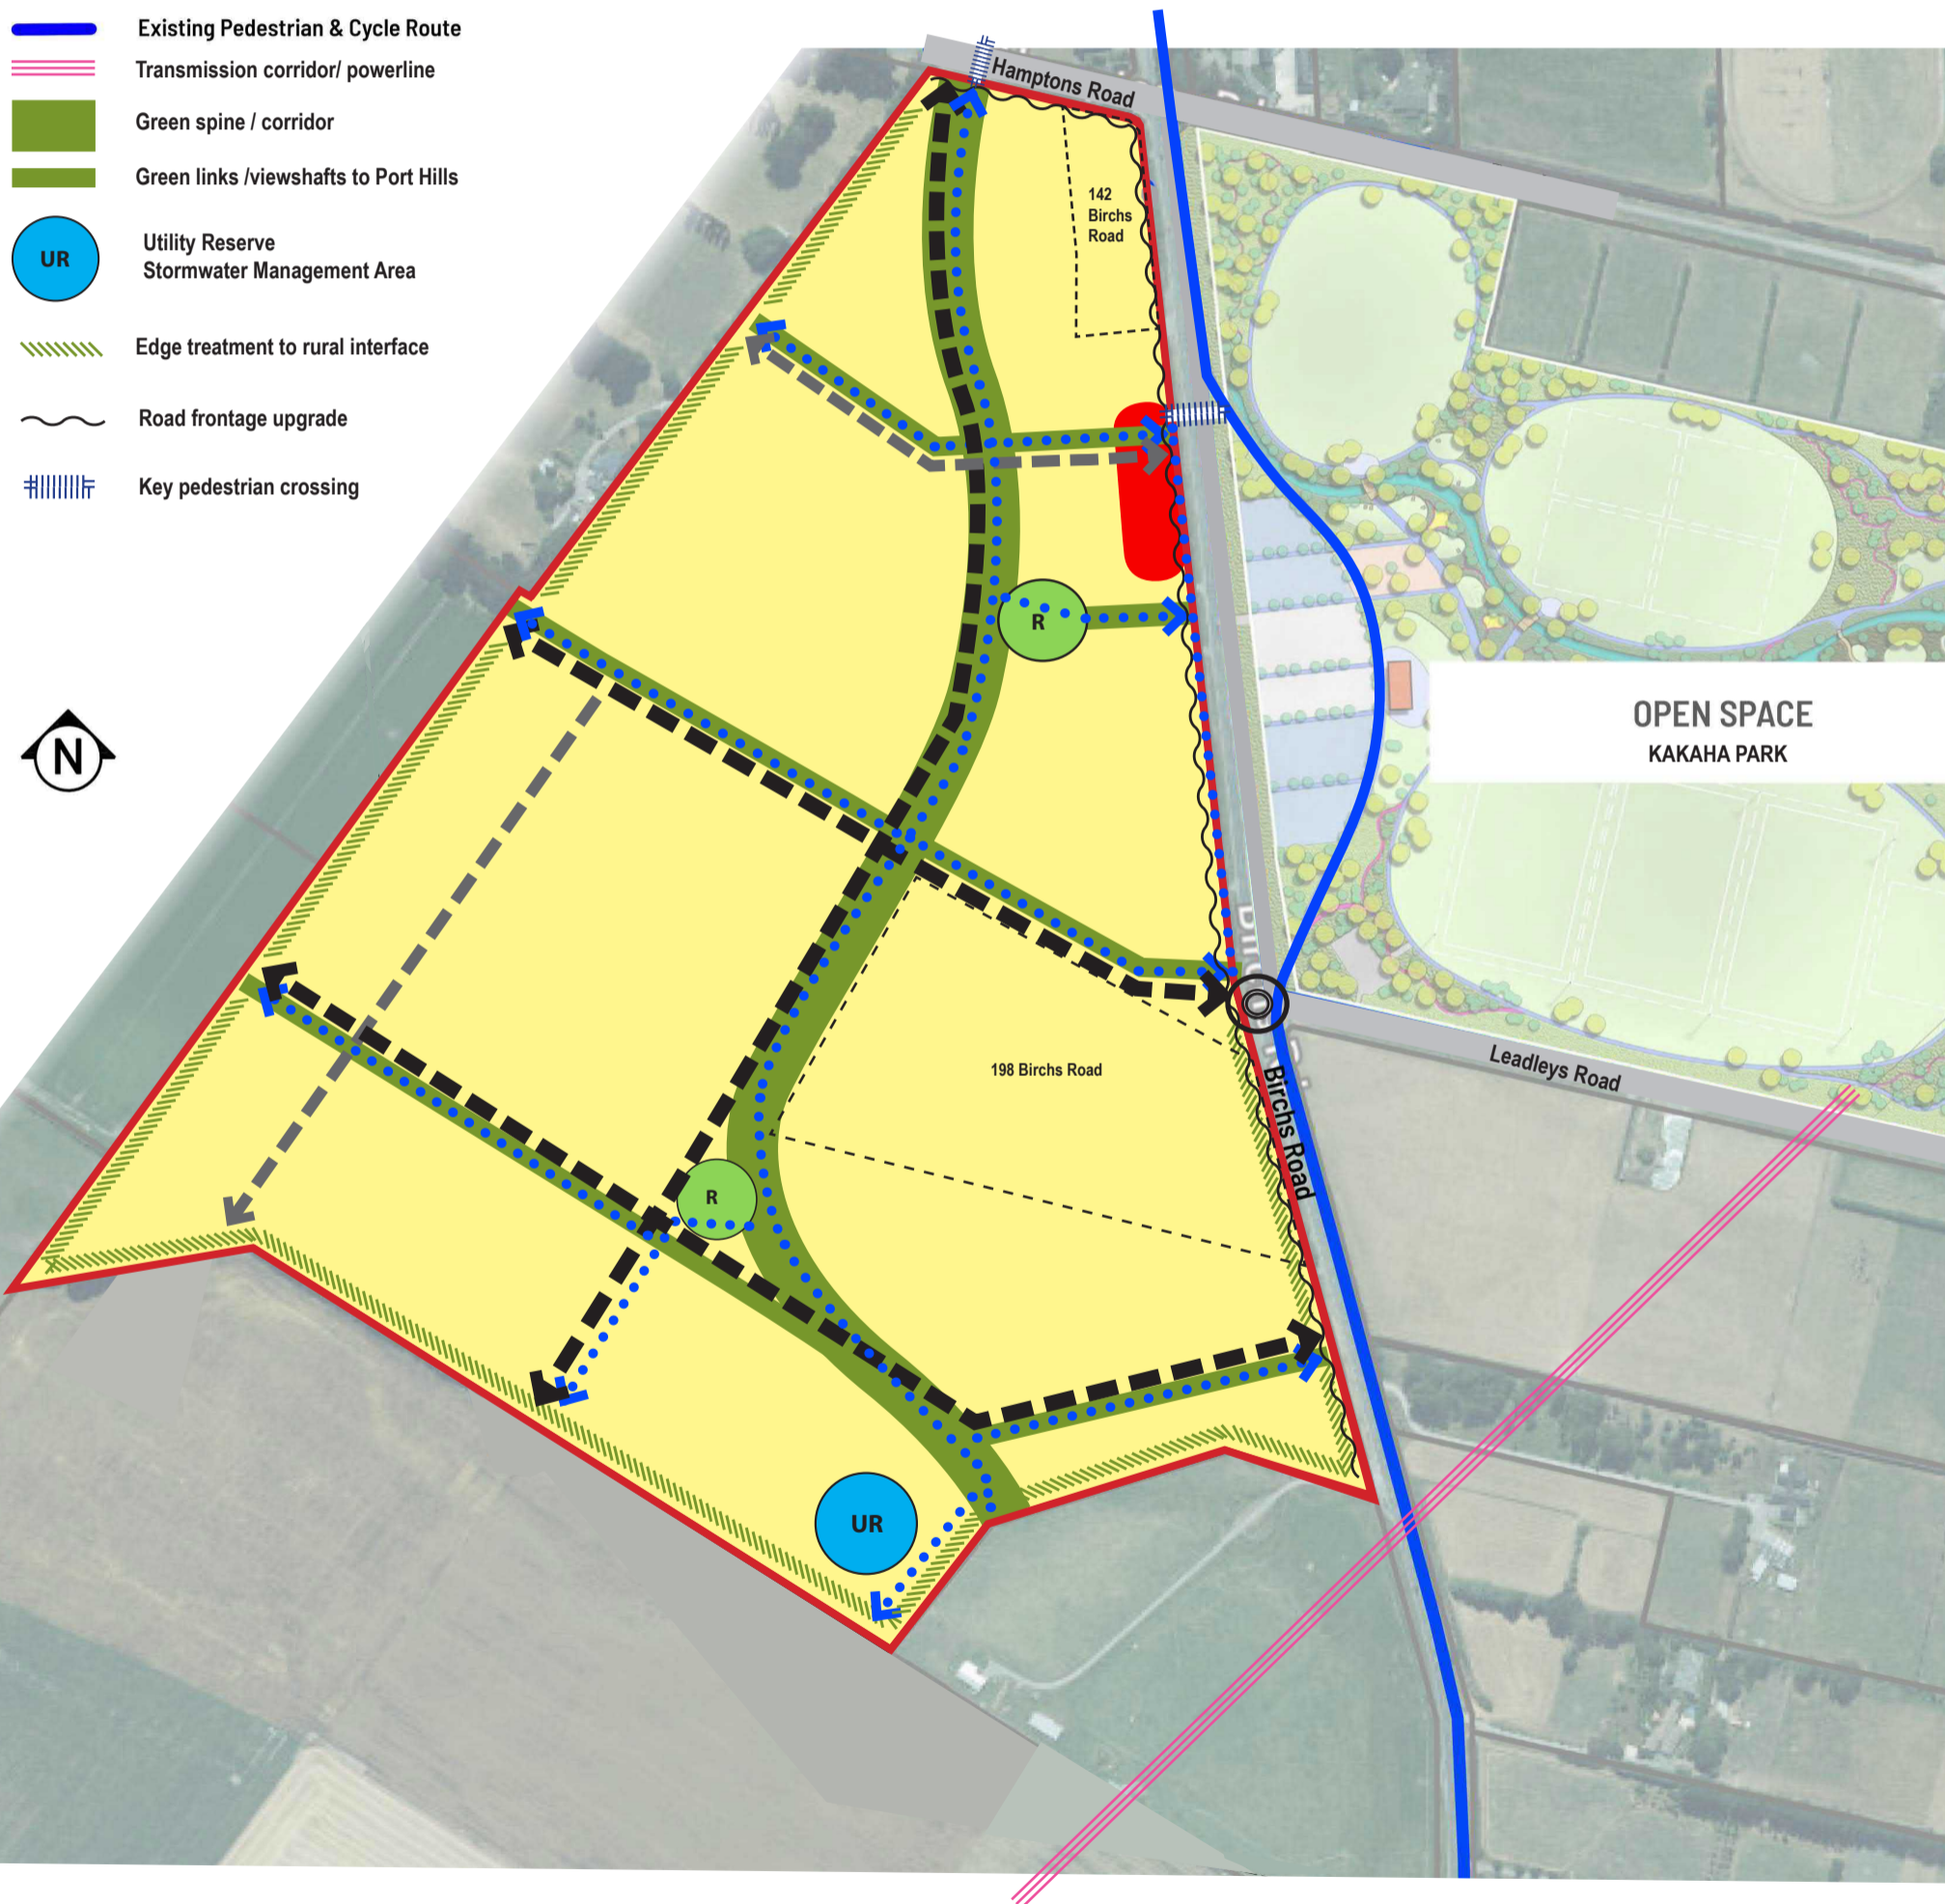 Existing Pedestrian & Cycle Route
Transmission corridor/ powerline
Green spine / corridor
Green links /viewshafts to Port Hills
UR
Utility Reserve
Stormwater Management Area
Edge treatment to rural interface
Road frontage upgrade
Key pedestrian crossing
N
Hamptons Road
142
Birchs
Road
R
OPEN SPACE
KAKAHA PARK
198 Birchs Road
Leadleys Road
Birchs Road
R
UR